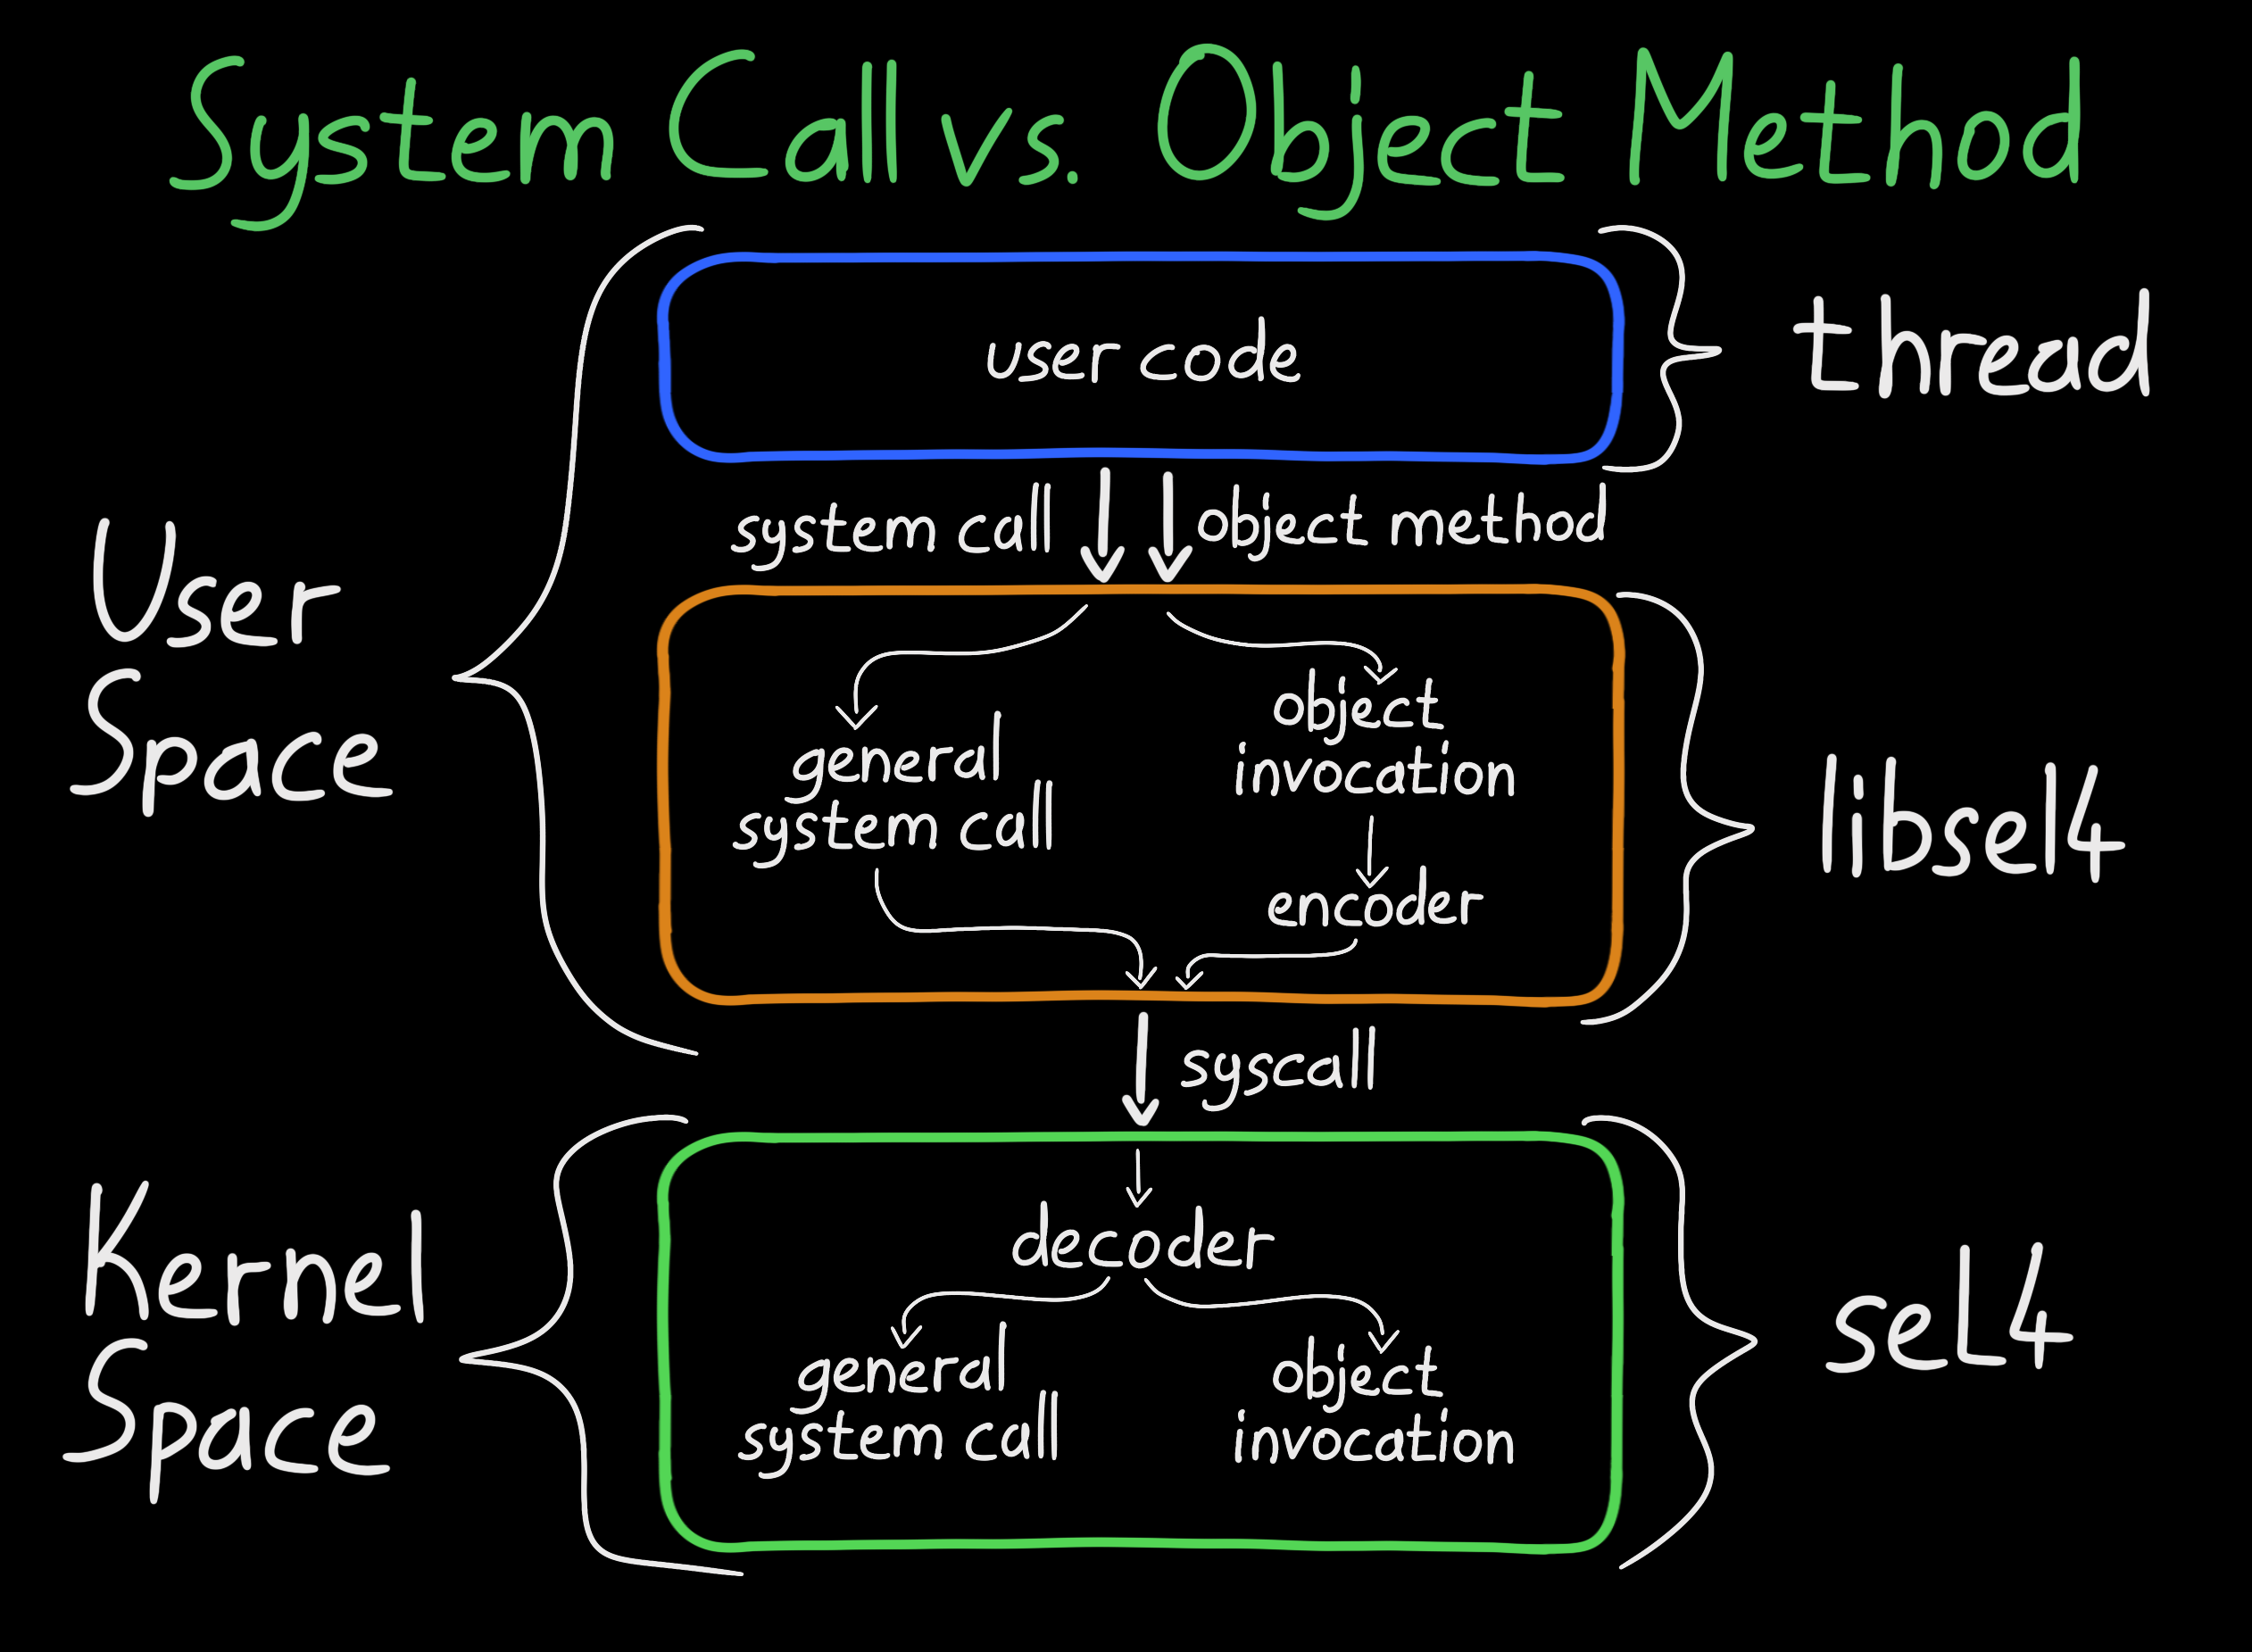 System Call vs. Object Method
user code
thread
system call
object method
User
Space
general
system call
object
invocation
encoder
libsel4
syscall
Kernel
Space
decoder
general
system call
object
invocation
seL4